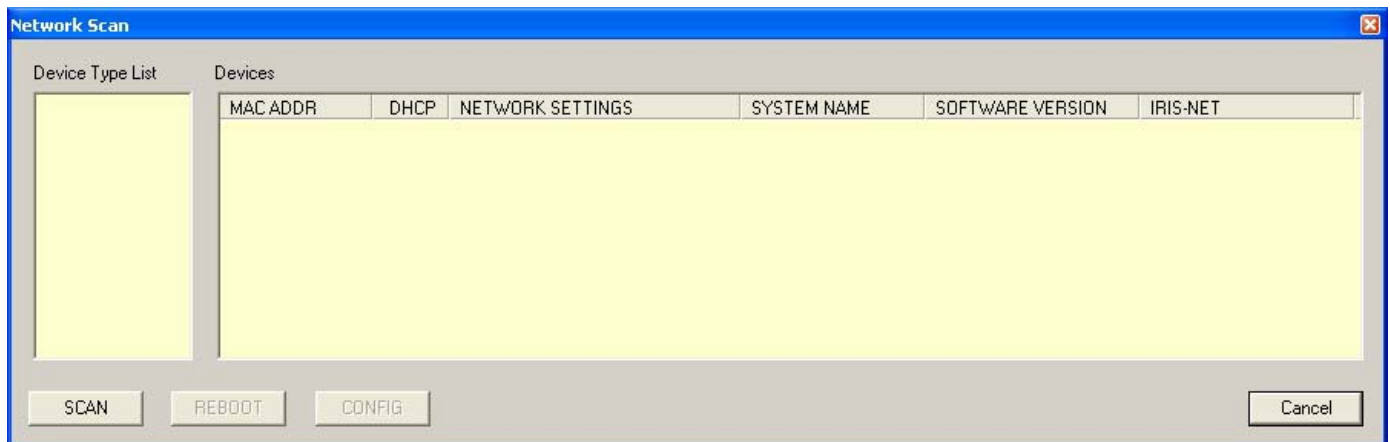 Network Scan
Device Type List Devices
MAC ADDR DHCP NETWORK SETTINGS SYSTEM NAME SOFTWARE VERSION IRIS-NET
SCAN REBOOT CONFIG Cancel